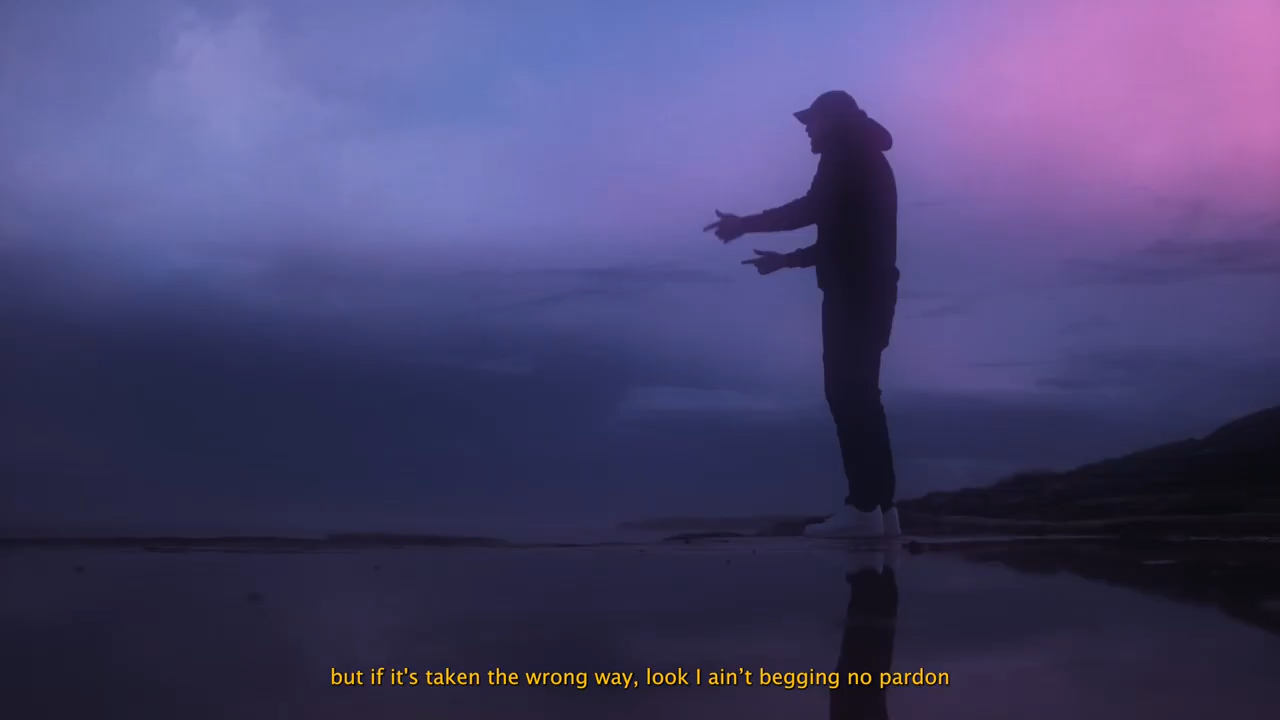 but if it's taken the wrong way, look I ain’t begging no pardon